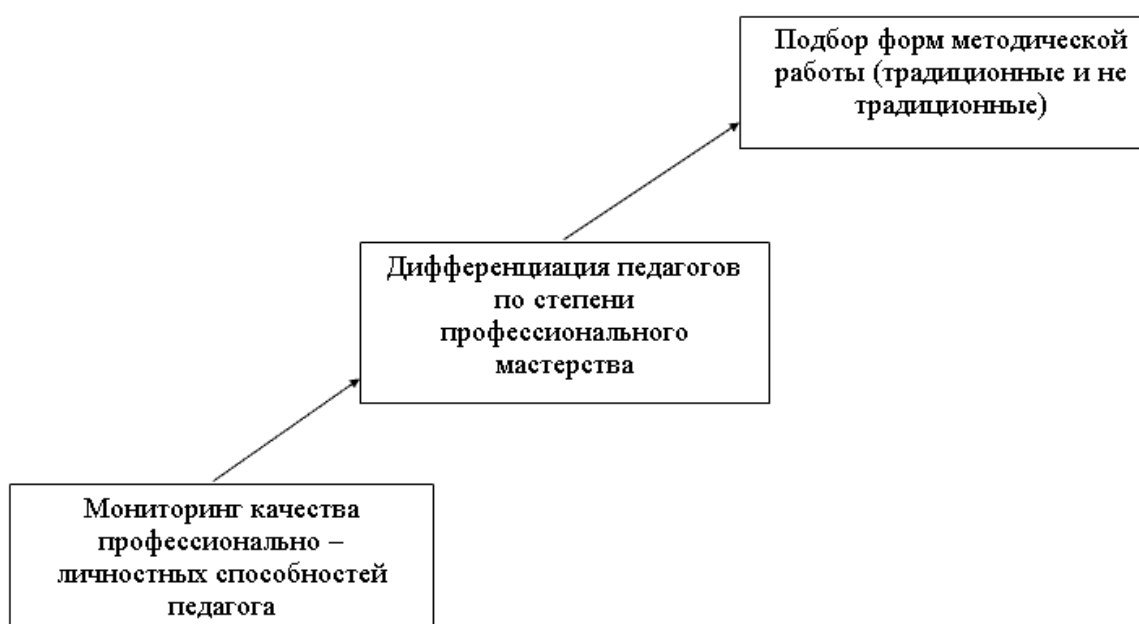 Подбор форм методической
работы (традиционные и не
традиционные)
Дифференциация педагогов
по степени
профессионального
мастерства
Мониторинг качества
профессионально –
личностных способностей
педагога